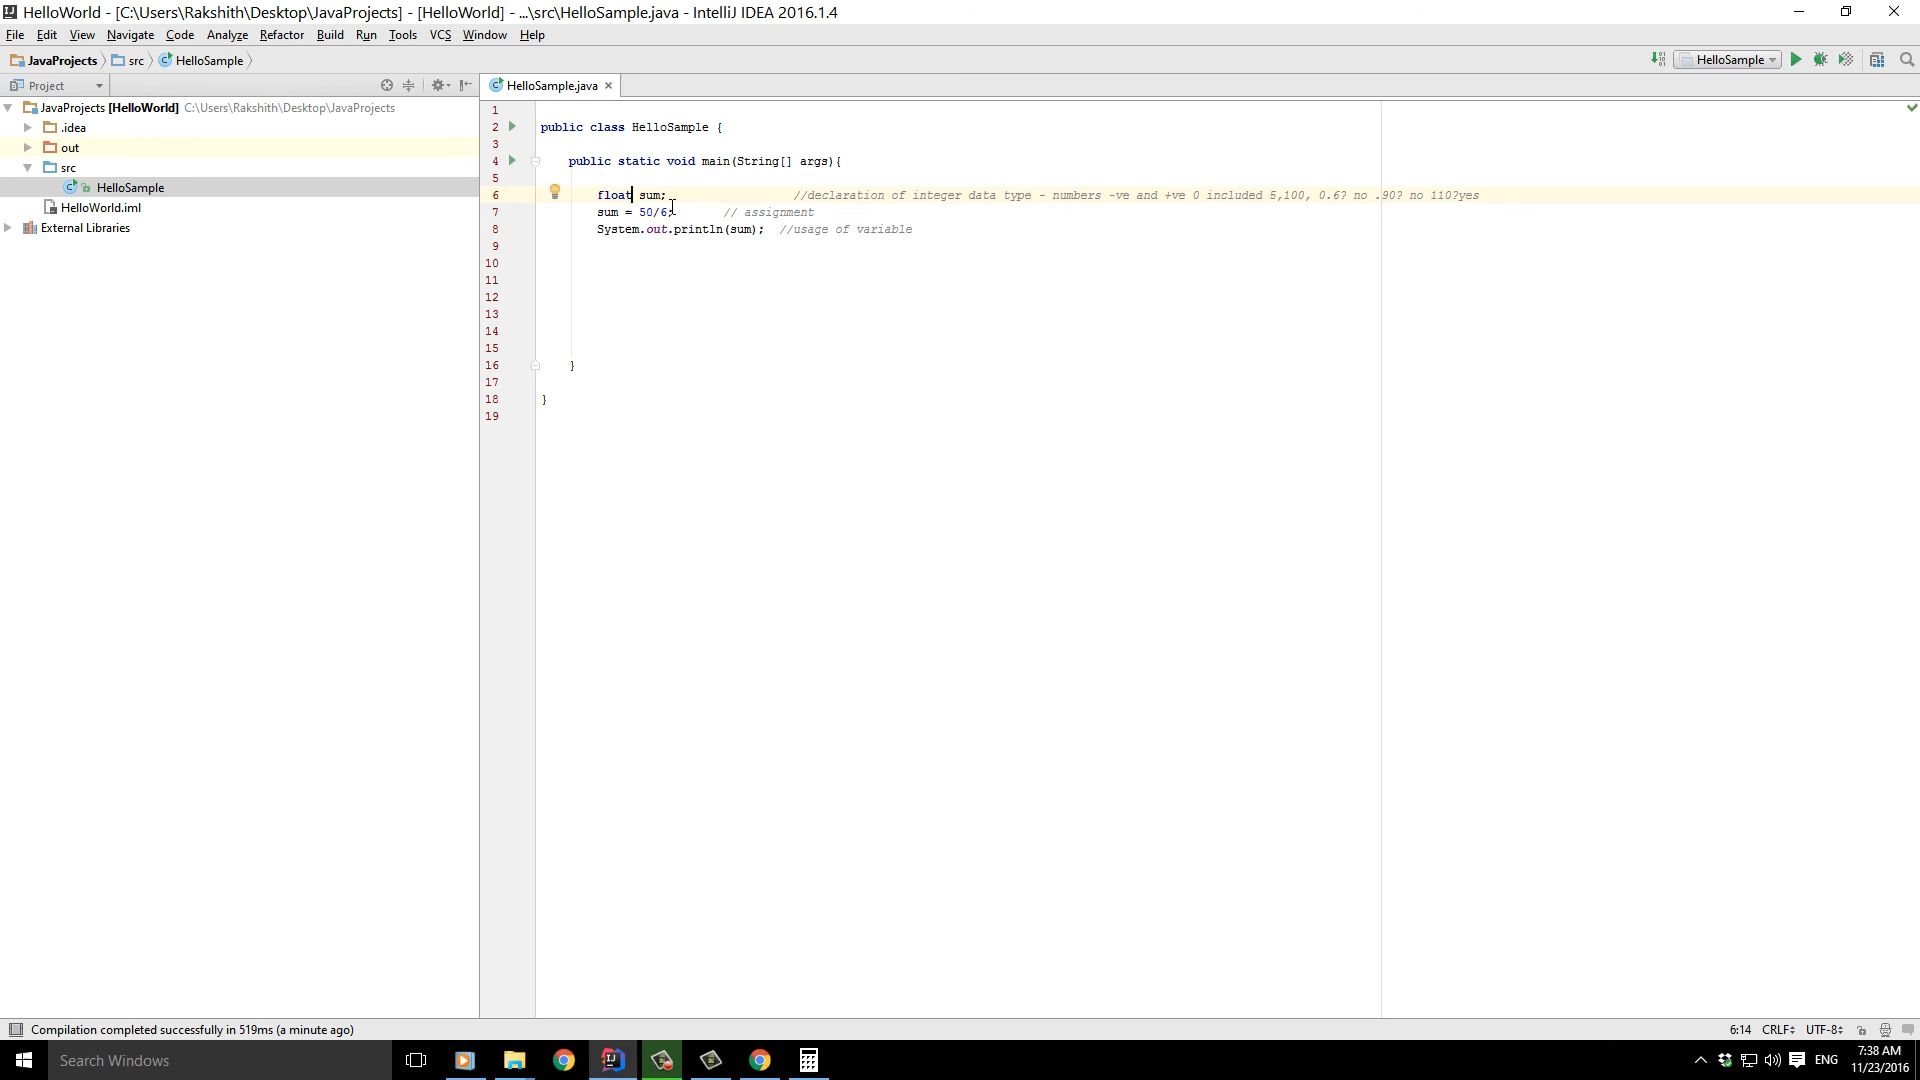 HelloWorld - [C:\Users\Rakshith\Desktop\JavaProjects] - [HelloWorld] - ...\src\HelloSample.java - IntelliJ IDEA 2016.1.4
File Edit View Navigate Code Analyze Refactor Build Run Tools VCS Window Help
JavaProjects src HelloSample HelloSample
Project HelloSample.java
JavaProjects [HelloWorld] C:\Users\Rakshith\Desktop\JavaProjects
.idea
out
src
HelloSample
HelloWorld.iml
External Libraries
1
2 public class HelloSample {
3
4 public static void main(String[] args){
5
6 float sum; //declaration of integer data type - numbers -ve and +ve 0 included 5,100, 0.6? no .90? no 110?yes
7 sum = 50/6; // assignment
8 System.out.println(sum); //usage of variable
9
10
11
12
13
14
15
16 }
17
18 }
19
Compilation completed successfully in 519ms (a minute ago) 6:14 CRLF UTF-8
Search Windows ENG 7:38 AM
11/23/2016